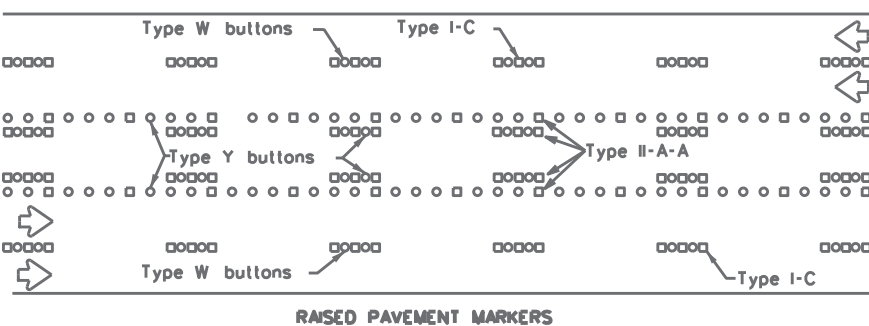 Type W buttons
Type I-C
Type Y buttons
Type II-A-A
Type W buttons
Type I-C
RAISED PAVEMENT MARKERS